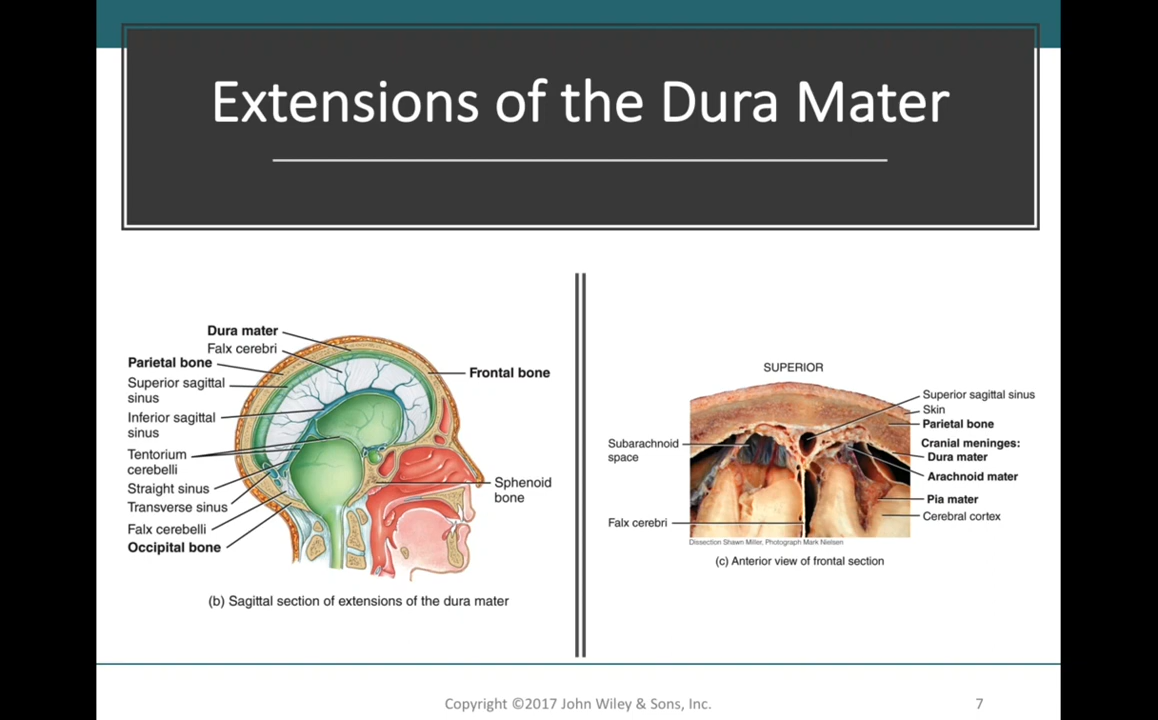 Extensions of the Dura Mater
Dura mater
Falx cerebri
Parietal bone
Superior sagittal
sinus
Inferior sagittal
sinus
Tentorium
cerebelli
Straight sinus
Transverse sinus
Falx cerebelli
Occipital bone
Frontal bone
Sphenoid
bone
(b) Sagittal section of extensions of the dura mater
SUPERIOR
Subarachnoid
space
Falx cerebri
Superior sagittal sinus
Skin
Parietal bone
Cranial meninges:
Dura mater
Arachnoid mater
Pia mater
Cerebral cortex
Dissection Shawn Miller, Photograph Mark Nielsen
(c) Anterior view of frontal section
Copyright ©2017 John Wiley & Sons, Inc.
7